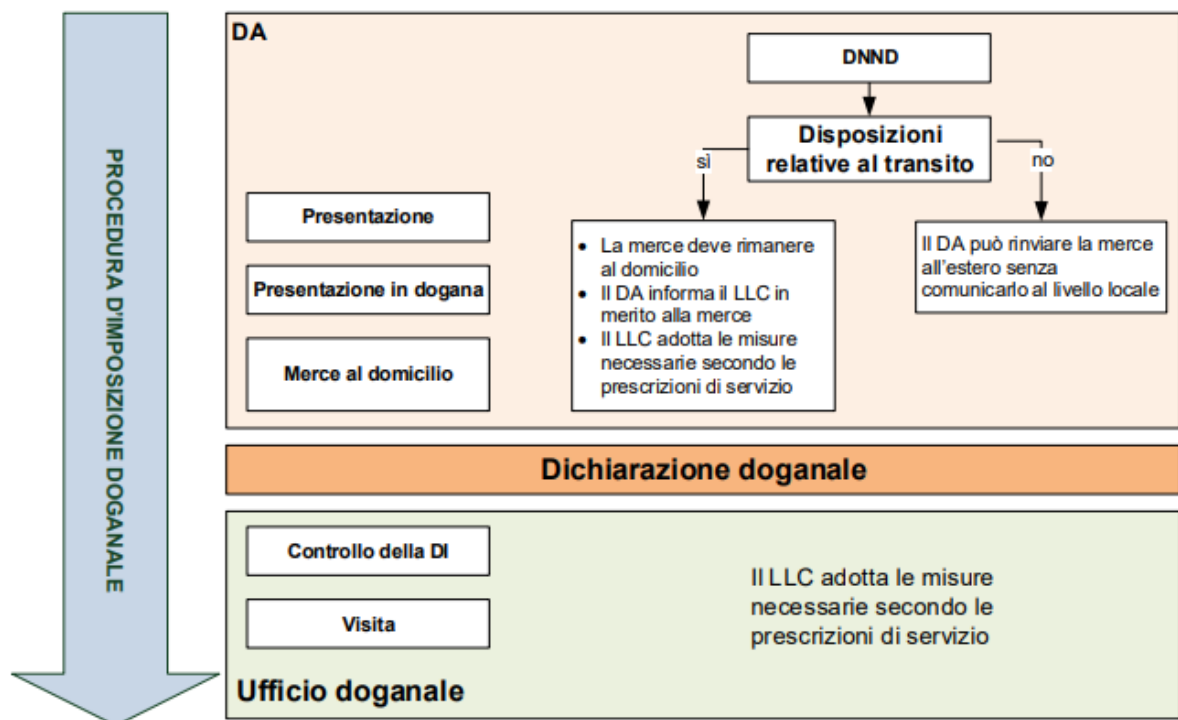 PROCEDURA D'IMPOSIZIONE DOGANALE
DA
DNND
Disposizioni
relative al transito
sì
no
Presentazione
Presentazione in dogana
Merce al domicilio
• La merce deve rimanere
al domicilio
• Il DA informa il LLC in
merito alla merce
• Il LLC adotta le misure
necessarie secondo le
prescrizioni di servizio
Il DA può rinviare la merce
all'estero senza
comunicarlo al livello locale
Dichiarazione doganale
Controllo della DI
Visita
Il LLC adotta le misure
necessarie secondo le
prescrizioni di servizio
Ufficio doganale